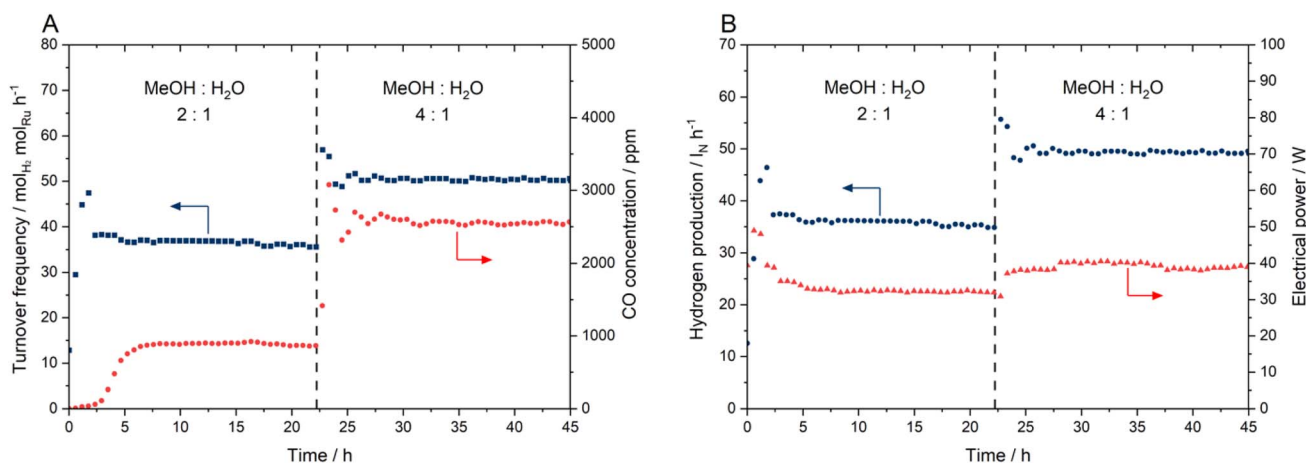 A
Turnover frequency / mol_H₂ mol_Ru h⁻¹
80
70
60
50
40
30
20
10
0
MeOH : H₂O
2 : 1
MeOH : H₂O
4 : 1
5000
4000
3000
2000
1000
0
CO concentration / ppm
0 5 10 15 20 25 30 35 40 45
Time / h
B
Hydrogen production / l_N h⁻¹
70
60
50
40
30
20
10
0
MeOH : H₂O
2 : 1
MeOH : H₂O
4 : 1
100
90
80
70
60
50
40
30
20
10
0
Electrical power / W
0 5 10 15 20 25 30 35 40 45
Time / h